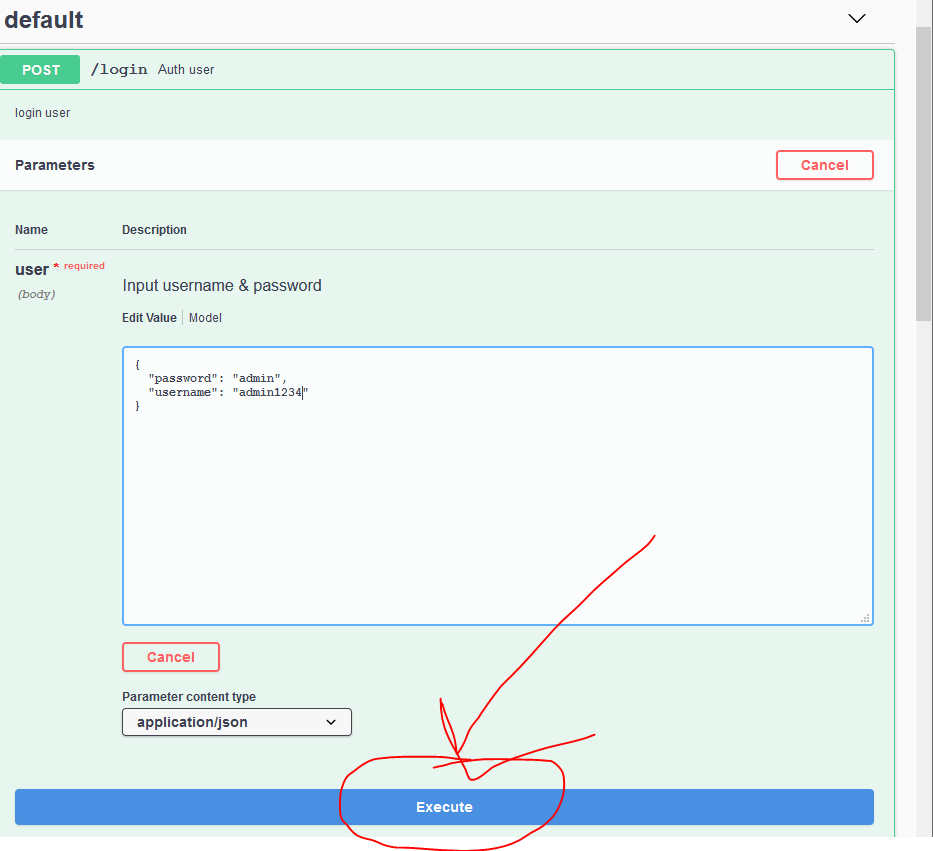 default
POST /login Auth user
login user
Parameters Cancel
Name Description
user * required
(body)
Input username & password
Edit Value Model
{
"password": "admin",
"username": "admin1234"
}
Cancel
Parameter content type
application/json
Execute